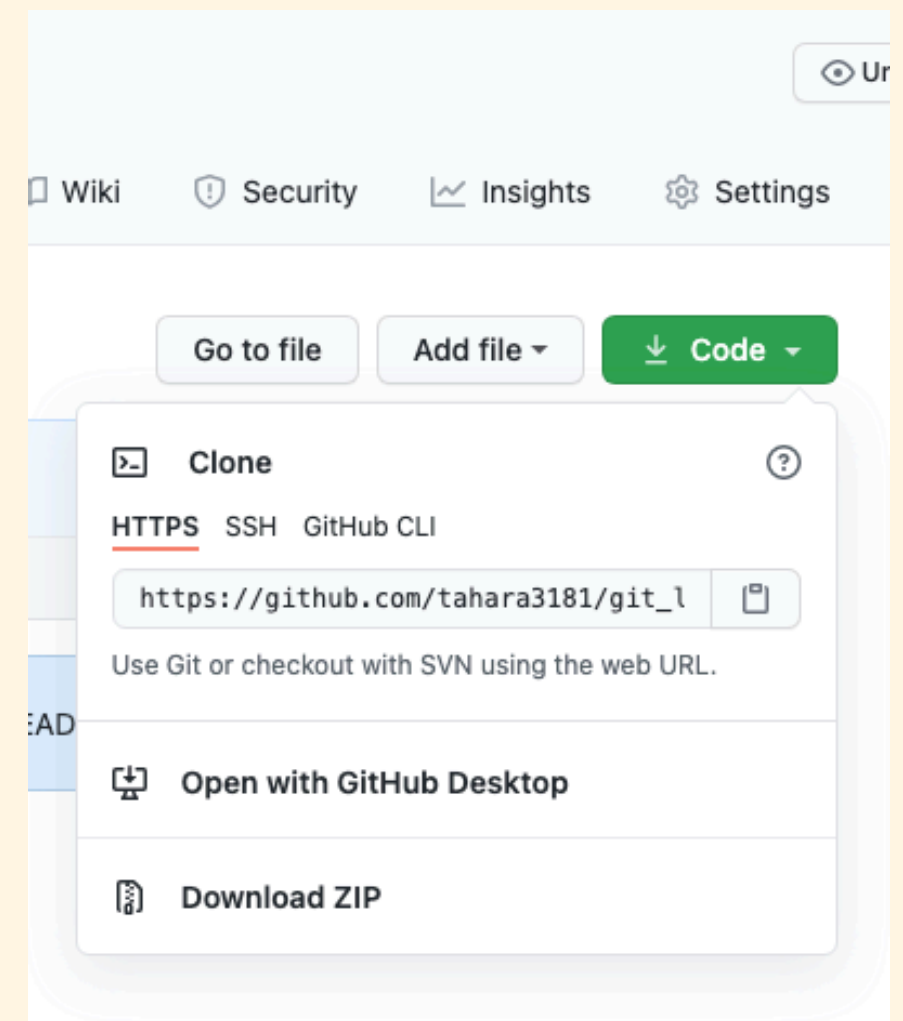 Ur
Wiki Security Insights Settings
Go to file Add file Code
Clone
HTTPS SSH GitHub CLI
https://github.com/tahara3181/git_l
Use Git or checkout with SVN using the web URL.
EAD
Open with GitHub Desktop
Download ZIP